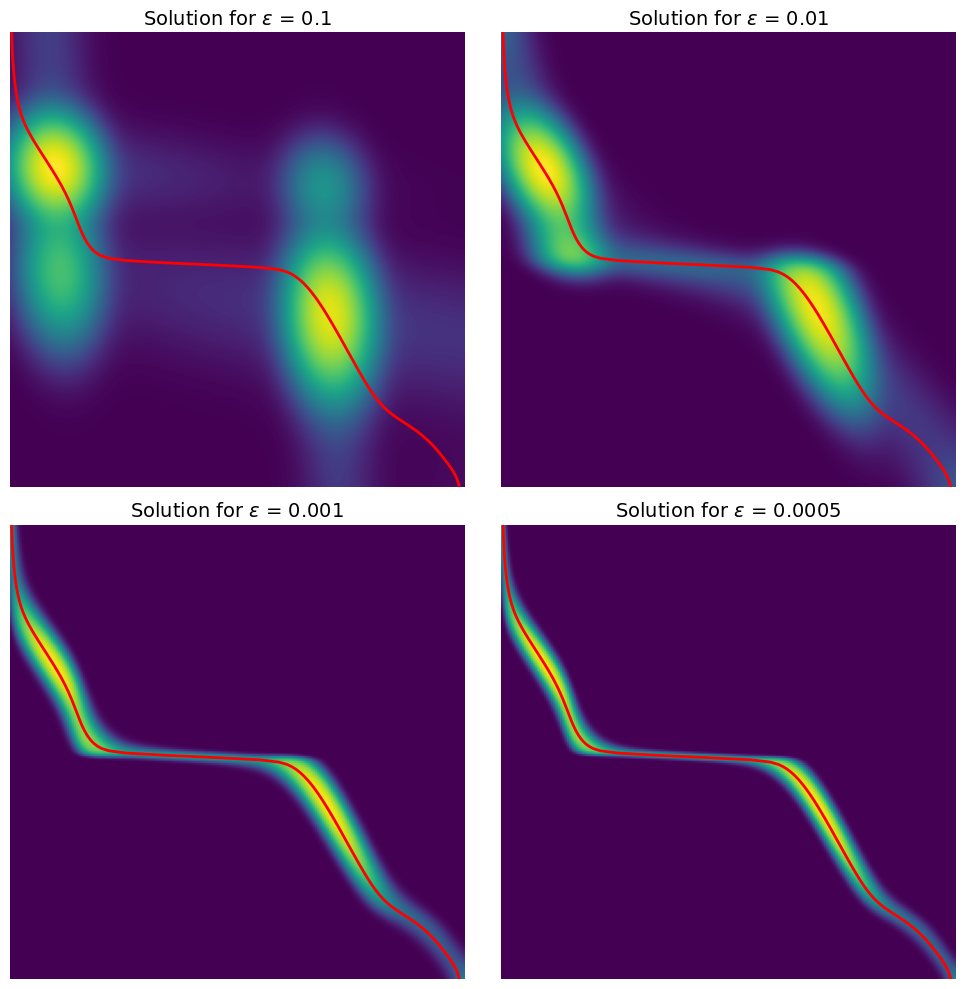 Solution for ε = 0.1
Solution for ε = 0.01
Solution for ε = 0.001
Solution for ε = 0.0005